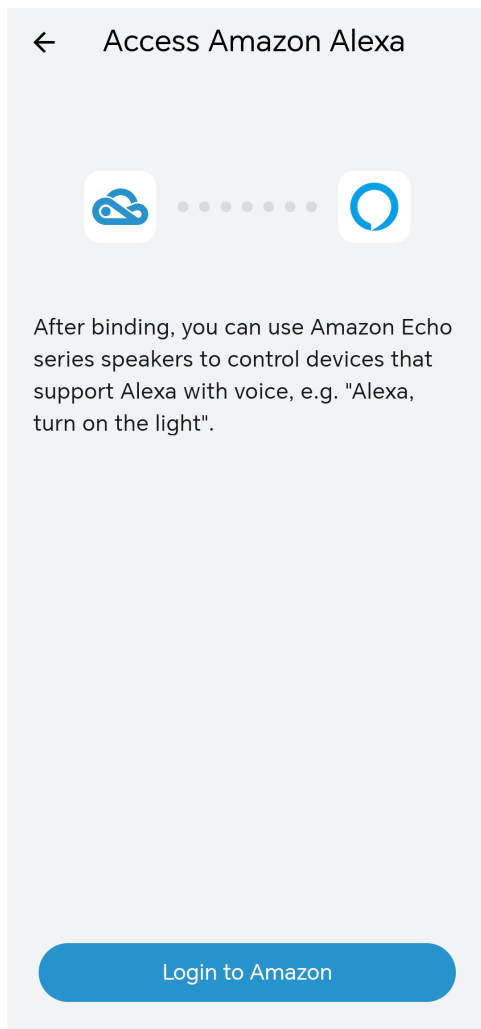 Access Amazon Alexa
After binding, you can use Amazon Echo
series speakers to control devices that
support Alexa with voice, e.g. "Alexa,
turn on the light".
Login to Amazon